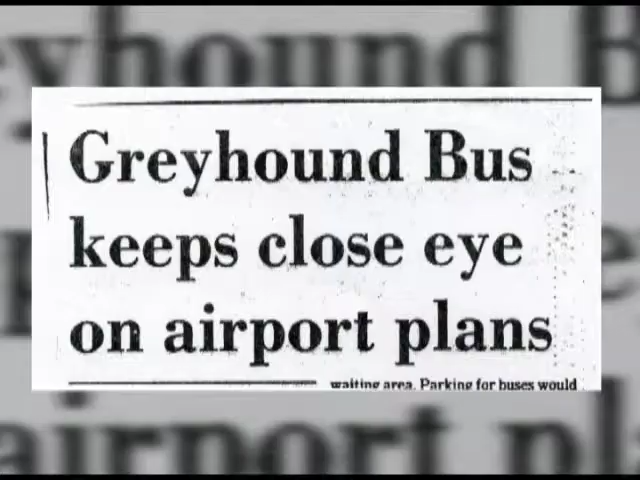 Greyhound Bus
keeps close eye
on airport plans
waiting area. Parking for buses would